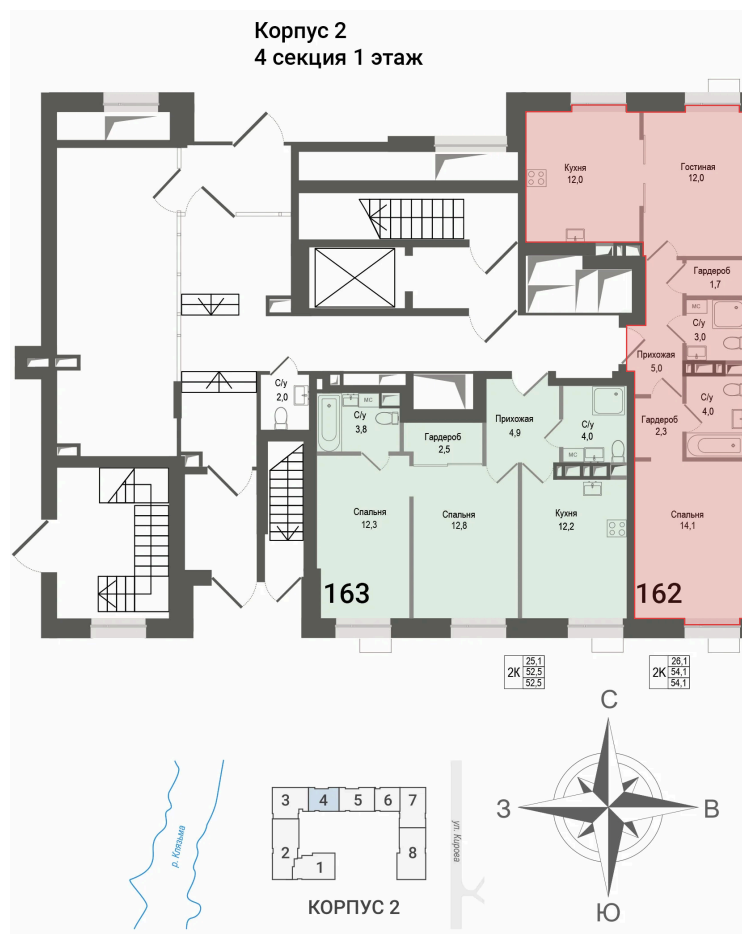 Корпус 2
4 секция 1 этаж
Кухня
12,0
Гостиная
12,0
Гардероб
1,7
МС
С/у
3,0
Прихожая
5,0
С/у
2,0
С/у
4,0
МС
С/у
3,8
Прихожая
4,9
С/у
4,0
МС
Гардероб
2,3
Гардероб
2,5
Спальня
12,3
Спальня
12,8
Кухня
12,2
Спальня
14,1
163
162
2К
25,1
52,5
52,5
2К
26,1
54,1
54,1
С
З
В
Ю
р. Клязьма
3
4
5
6
7
2
1
8
ул. Кирова
КОРПУС 2